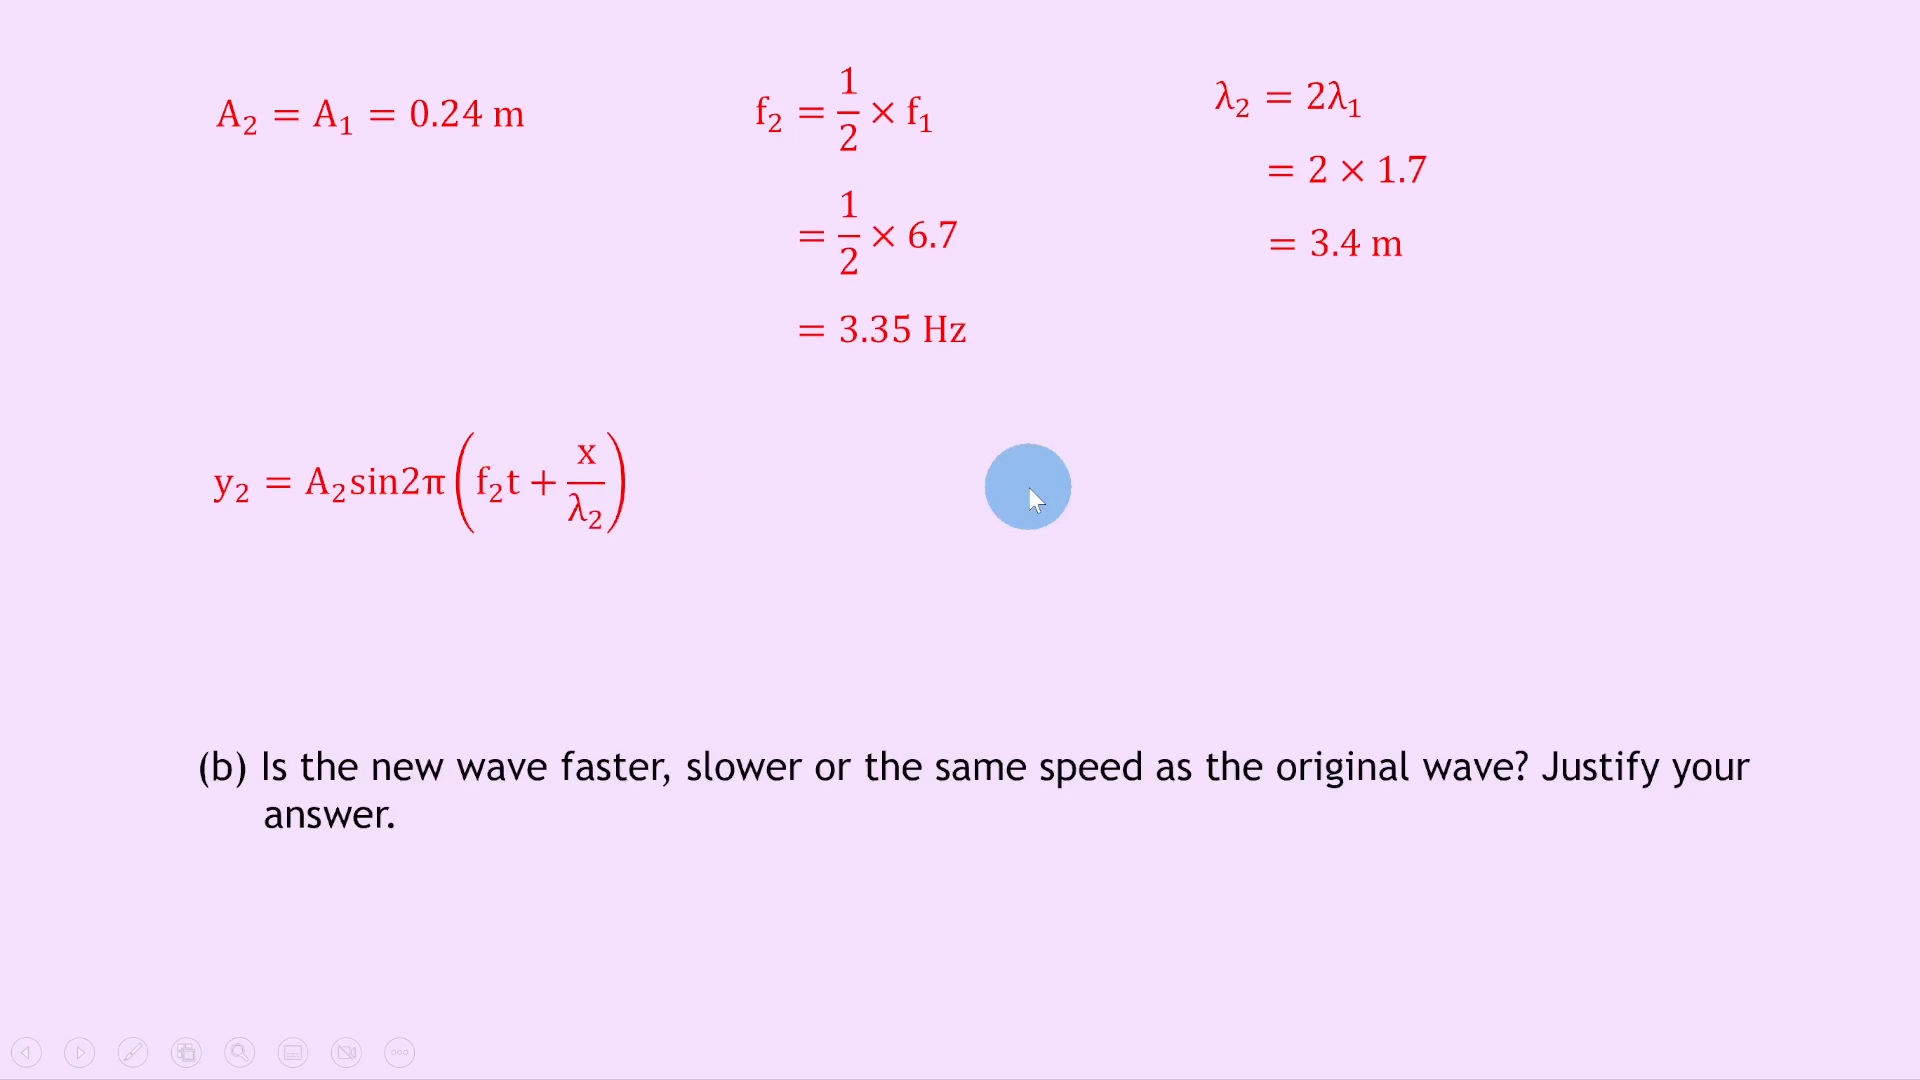 A₂ = A₁ = 0.24 m
f₂ = 1/2 × f₁
= 1/2 × 6.7
= 3.35 Hz
λ₂ = 2λ₁
= 2 × 1.7
= 3.4 m
y₂ = A₂sin2π(f₂t + x/λ₂)
(b) Is the new wave faster, slower or the same speed as the original wave? Justify your
answer.